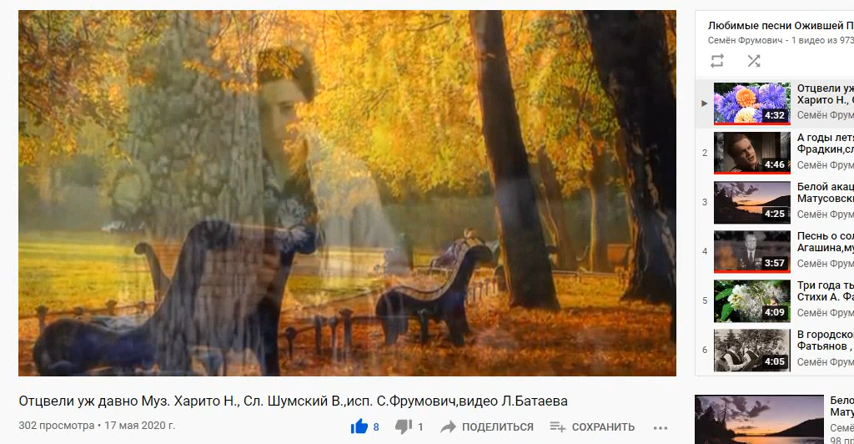 Любимые песни Ожившей П
Семён Фрумович - 1 видео из 973
Отцвели уж
Харито Н., С
Семён Фрум
4:32
2
А годы летя
Фрадкин,сл
Семён Фрум
4:46
3
Белой акац
Матусовски
Семён Фрум
4:25
4
Песнь о сол
Агашина,му
Семён Фрум
3:57
5
Три года ты
Стихи А. Фа
Семён Фрум
4:09
6
В городско
Фатьянов ,
Семён Фрум
4:05
Отцвели уж давно Муз. Харито Н., Сл. Шумский В.,исп. С.Фрумович,видео Л.Батаева
302 просмотра • 17 мая 2020 г.
8
1
ПОДЕЛИТЬСЯ
СОХРАНИТЬ
Бело
Мату
Семё
98 пр